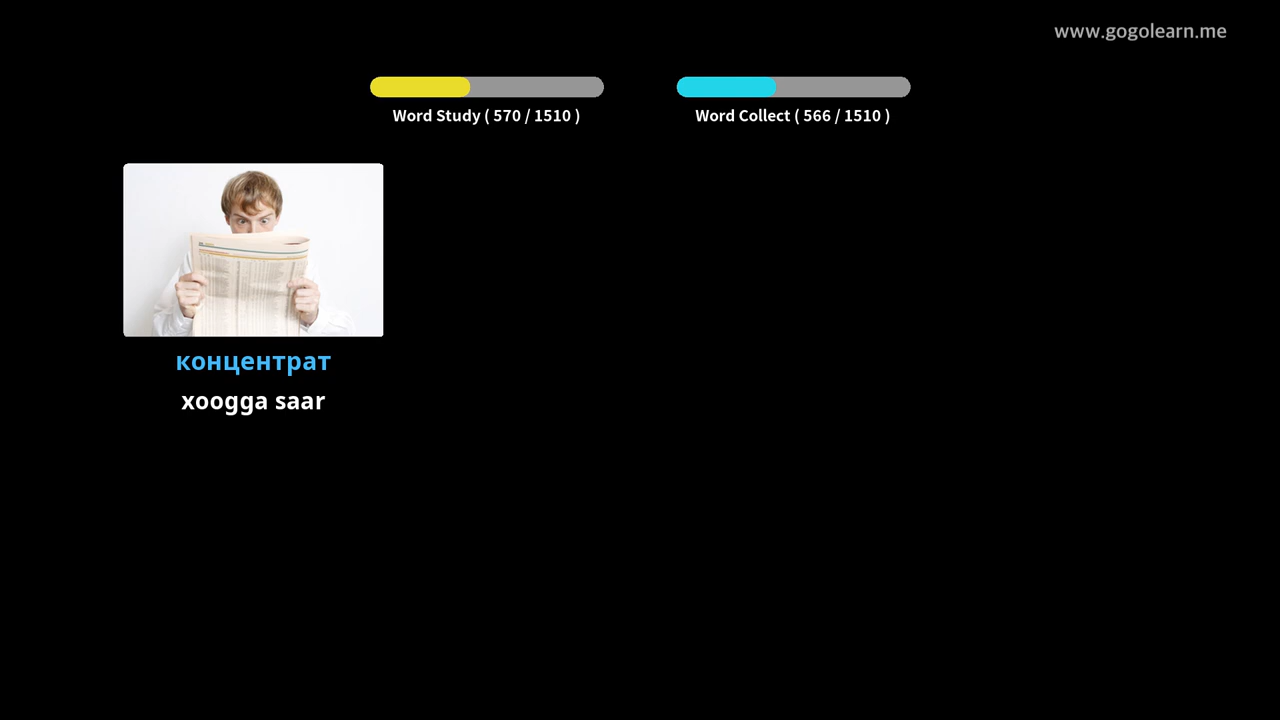 www.gogolearn.me
Word Study ( 570 / 1510 )
Word Collect ( 566 / 1510 )
концентрат
xoogga saar